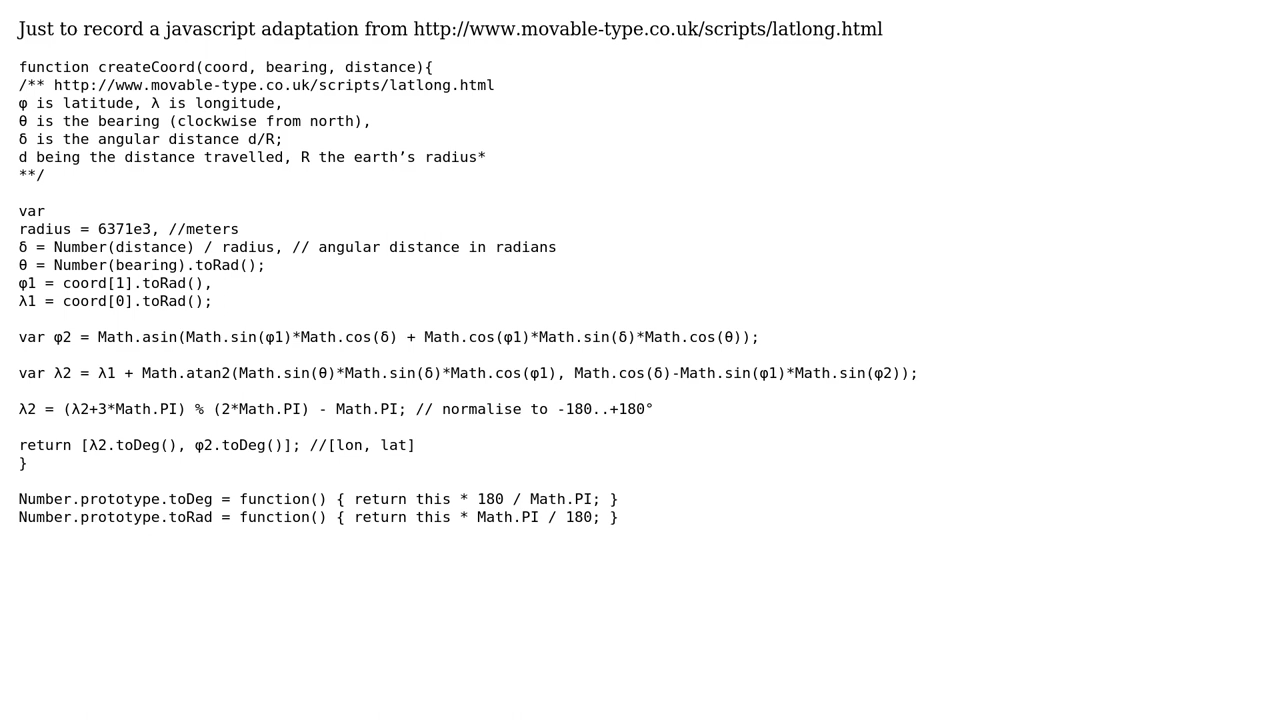 Just to record a javascript adaptation from http://www.movable-type.co.uk/scripts/latlong.html
function createCoord(coord, bearing, distance){
/** http://www.movable-type.co.uk/scripts/latlong.html
φ is latitude, λ is longitude,
θ is the bearing (clockwise from north),
δ is the angular distance d/R;
d being the distance travelled, R the earth’s radius*
**/
var
radius = 6371e3, //meters
δ = Number(distance) / radius, // angular distance in radians
θ = Number(bearing).toRad();
φ1 = coord[1].toRad(),
λ1 = coord[0].toRad();
var φ2 = Math.asin(Math.sin(φ1)*Math.cos(δ) + Math.cos(φ1)*Math.sin(δ)*Math.cos(θ));
var λ2 = λ1 + Math.atan2(Math.sin(θ)*Math.sin(δ)*Math.cos(φ1), Math.cos(δ)-Math.sin(φ1)*Math.sin(φ2));
λ2 = (λ2+3*Math.PI) % (2*Math.PI) - Math.PI; // normalise to -180..+180°
return [λ2.toDeg(), φ2.toDeg()]; //[lon, lat]
}
Number.prototype.toDeg = function() { return this * 180 / Math.PI; }
Number.prototype.toRad = function() { return this * Math.PI / 180; }